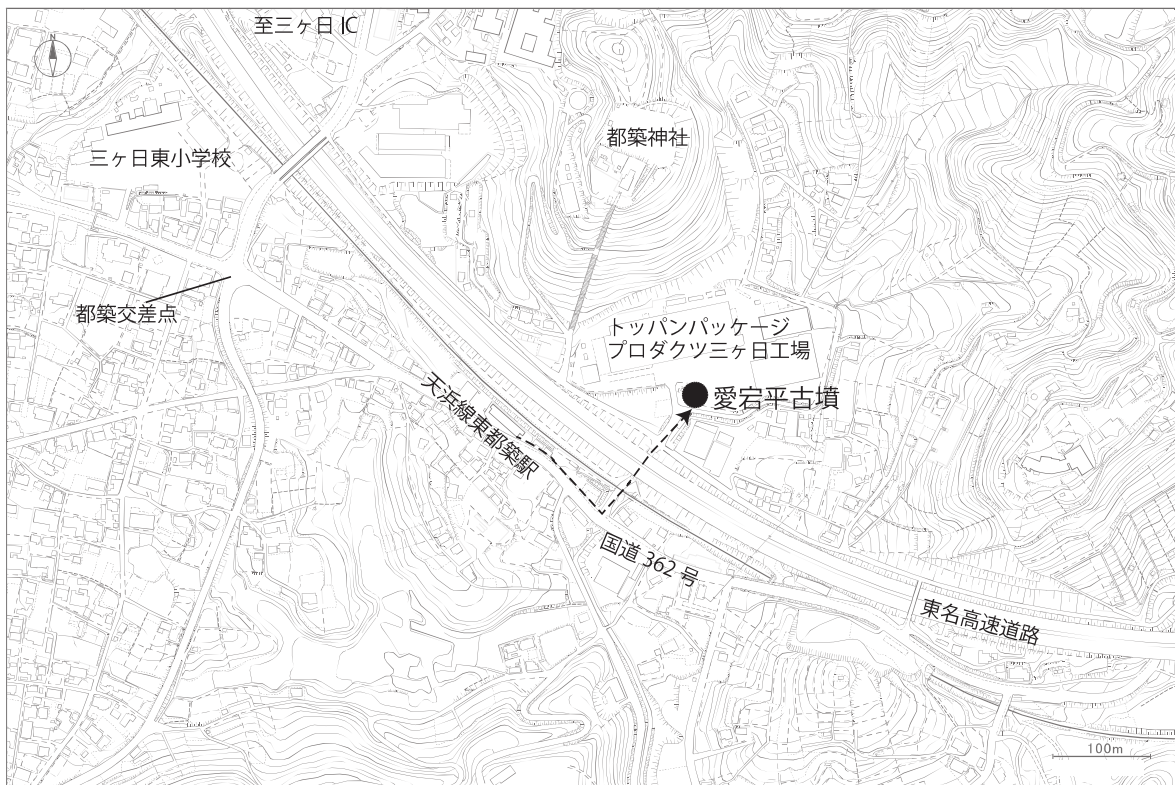 至三ヶ日 IC
N
三ヶ日東小学校
都築神社
都築交差点
トッパンパッケージ
プロダクツ三ヶ日工場
愛宕平古墳
天浜線東都築駅
国道 362 号
東名高速道路
100m